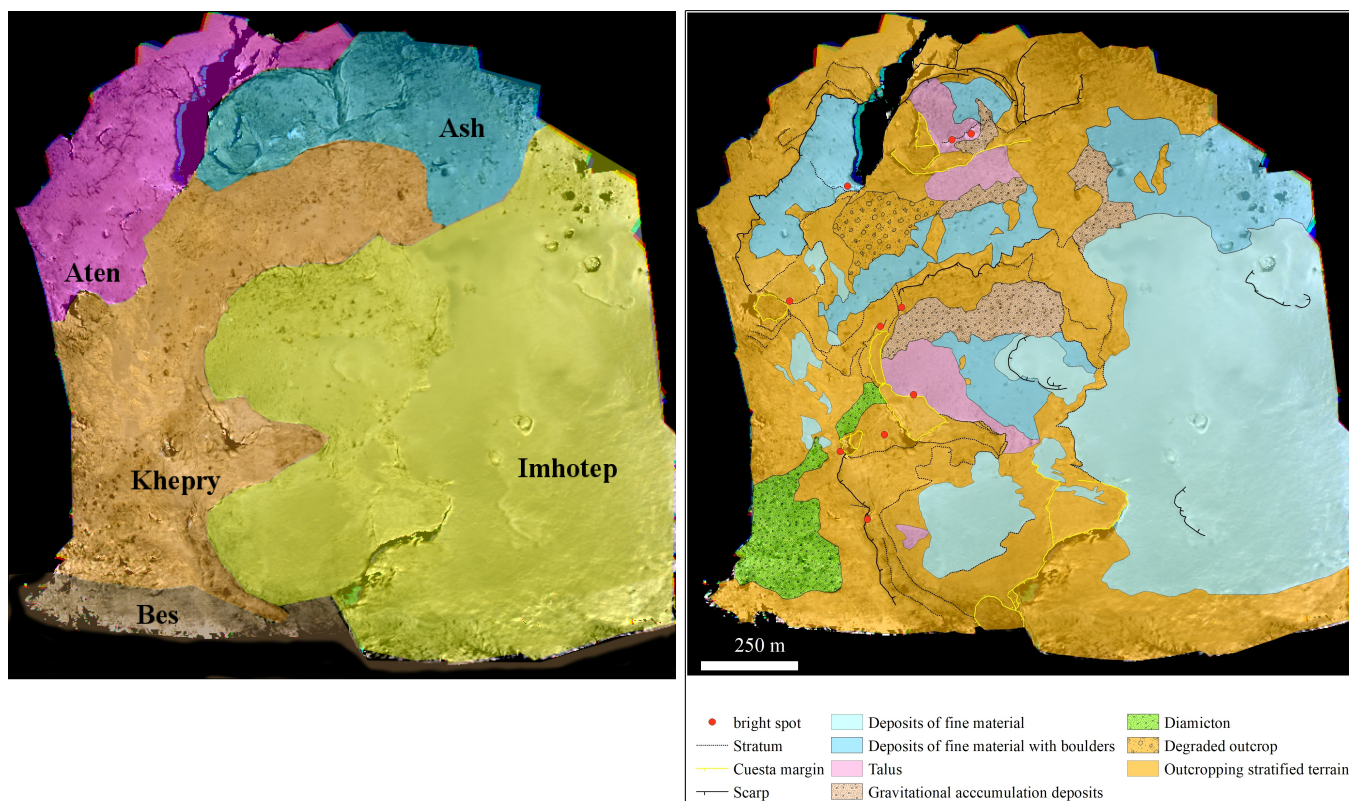 Ash
Aten
Khepry
Imhotep
Bes
250 m
bright spot
Stratum
Cuesta margin
Scarp
Deposits of fine material
Deposits of fine material with boulders
Talus
Gravitational acccumulation deposits
Diamicton
Degraded outcrop
Outcropping stratified terrain